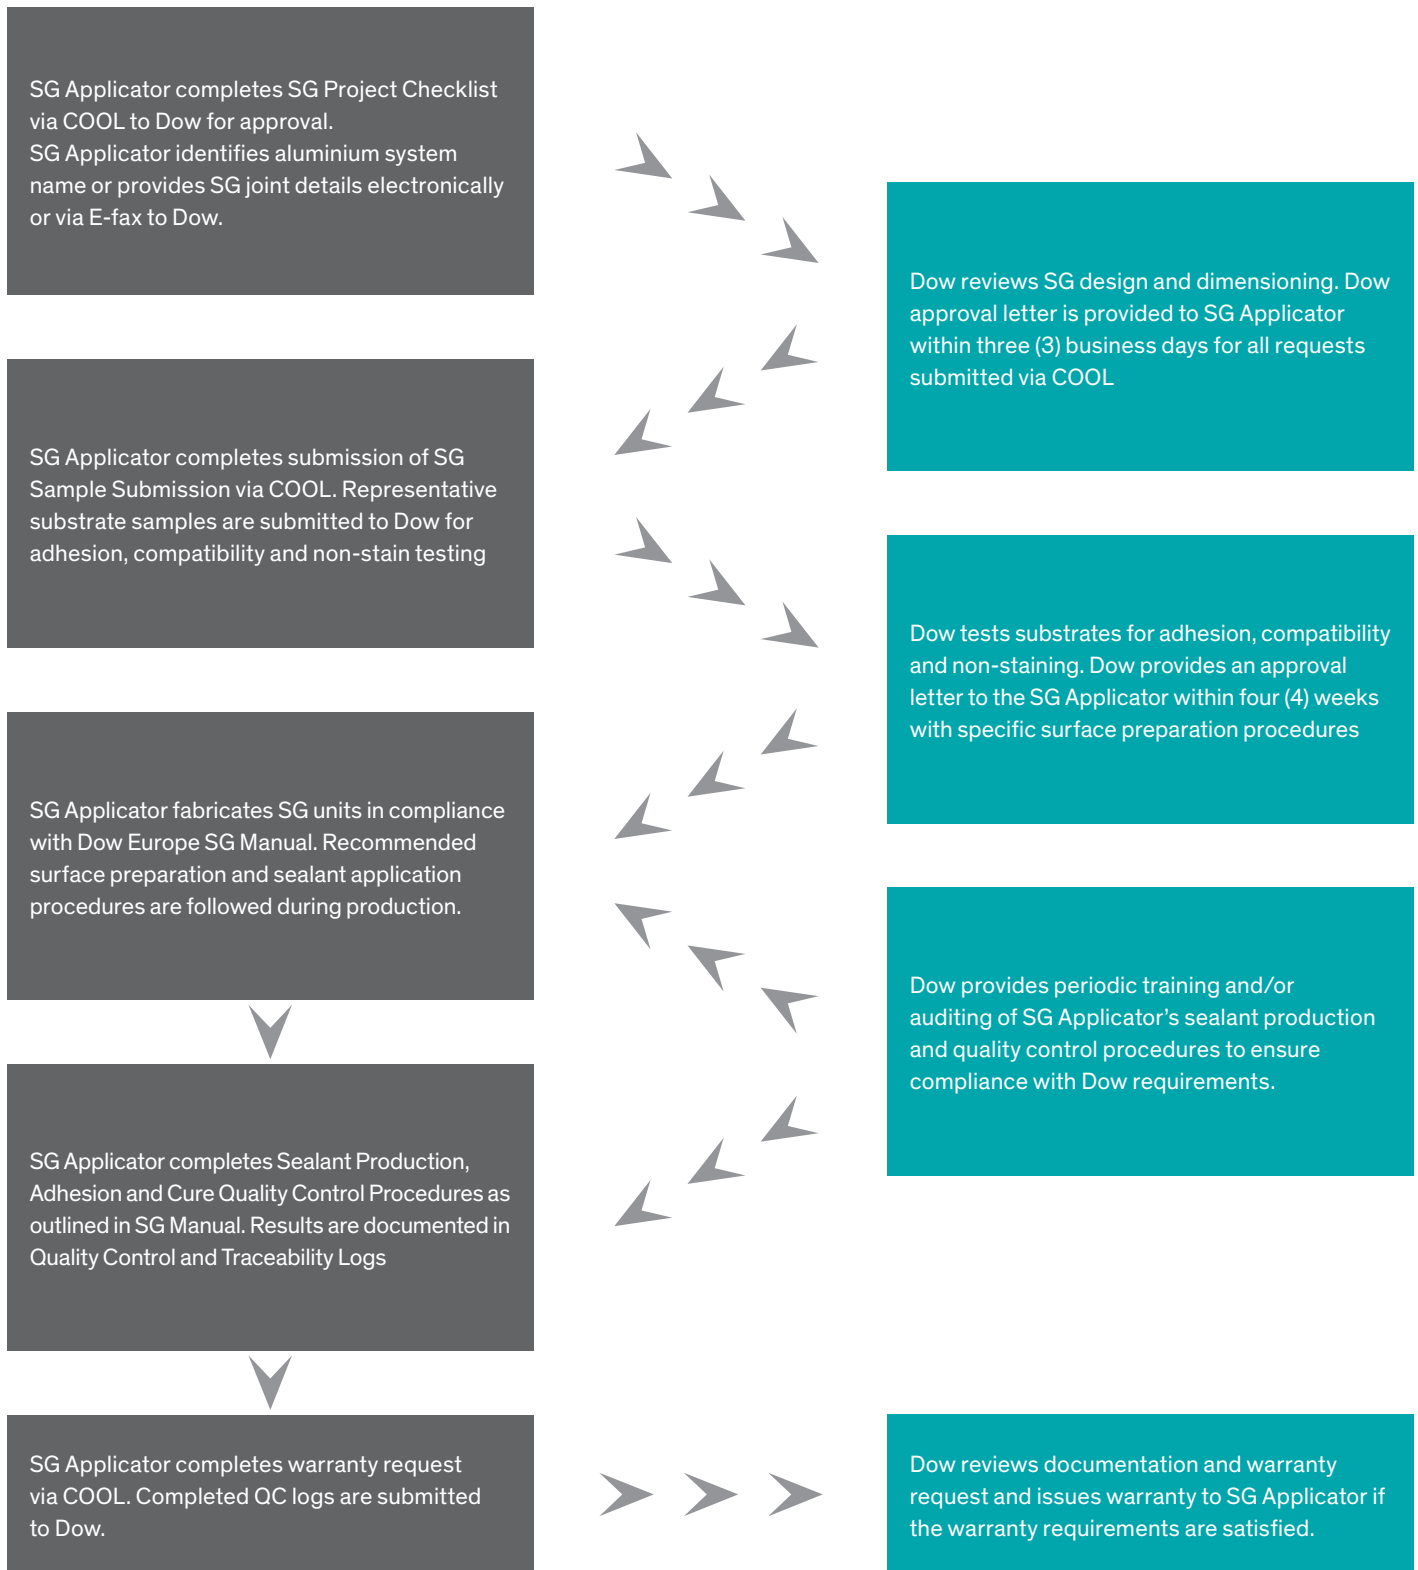 SG Applicator completes SG Project Checklist
via COOL to Dow for approval.
SG Applicator identifies aluminium system
name or provides SG joint details electronically
or via E-fax to Dow.
Dow reviews SG design and dimensioning. Dow
approval letter is provided to SG Applicator
within three (3) business days for all requests
submitted via COOL
SG Applicator completes submission of SG
Sample Submission via COOL. Representative
substrate samples are submitted to Dow for
adhesion, compatibility and non-stain testing
Dow tests substrates for adhesion, compatibility
and non-staining. Dow provides an approval
letter to the SG Applicator within four (4) weeks
with specific surface preparation procedures
SG Applicator fabricates SG units in compliance
with Dow Europe SG Manual. Recommended
surface preparation and sealant application
procedures are followed during production.
Dow provides periodic training and/or
auditing of SG Applicator’s sealant production
and quality control procedures to ensure
compliance with Dow requirements.
SG Applicator completes Sealant Production,
Adhesion and Cure Quality Control Procedures as
outlined in SG Manual. Results are documented in
Quality Control and Traceability Logs
SG Applicator completes warranty request
via COOL. Completed QC logs are submitted
to Dow.
Dow reviews documentation and warranty
request and issues warranty to SG Applicator if
the warranty requirements are satisfied.